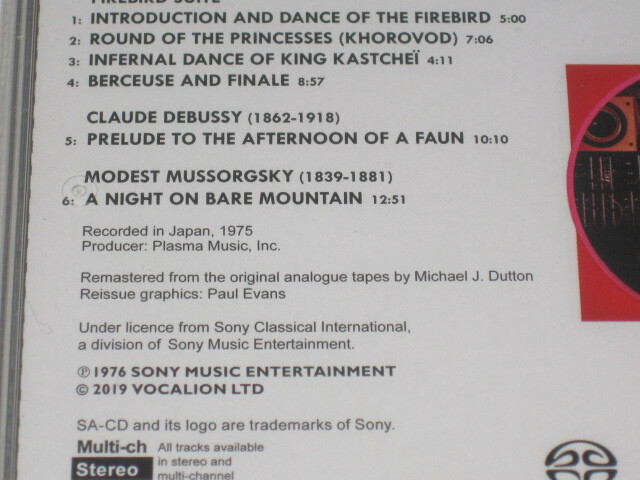 FIREBIRD SUITE
1: INTRODUCTION AND DANCE OF THE FIREBIRD 5:00
2: ROUND OF THE PRINCESSES (KHOROVOD) 7:06
3: INFERNAL DANCE OF KING KASTCHEÏ 4:11
4: BERCEUSE AND FINALE 8:57
CLAUDE DEBUSSY (1862-1918)
5: PRELUDE TO THE AFTERNOON OF A FAUN 10:10
MODEST MUSSORGSKY (1839-1881)
6: A NIGHT ON BARE MOUNTAIN 12:51
Recorded in Japan, 1975
Producer: Plasma Music, Inc.
Remastered from the original analogue tapes by Michael J. Dutton
Reissue graphics: Paul Evans
Under licence from Sony Classical International,
a division of Sony Music Entertainment.
℗ 1976 SONY MUSIC ENTERTAINMENT
© 2019 VOCALION LTD
SA-CD and its logo are trademarks of Sony.
Multi-ch All tracks available
Stereo in stereo and
multi-channel